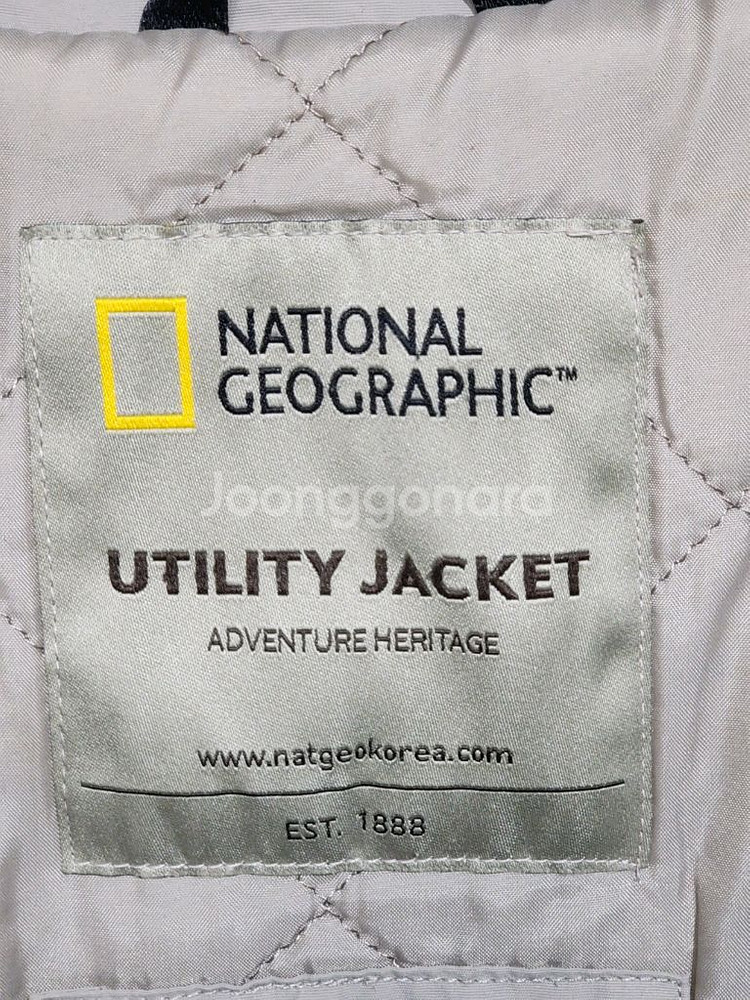 NATIONAL
GEOGRAPHIC™
Joonggonara
UTILITY JACKET
ADVENTURE HERITAGE
www.natgeokorea.com
EST. 1888